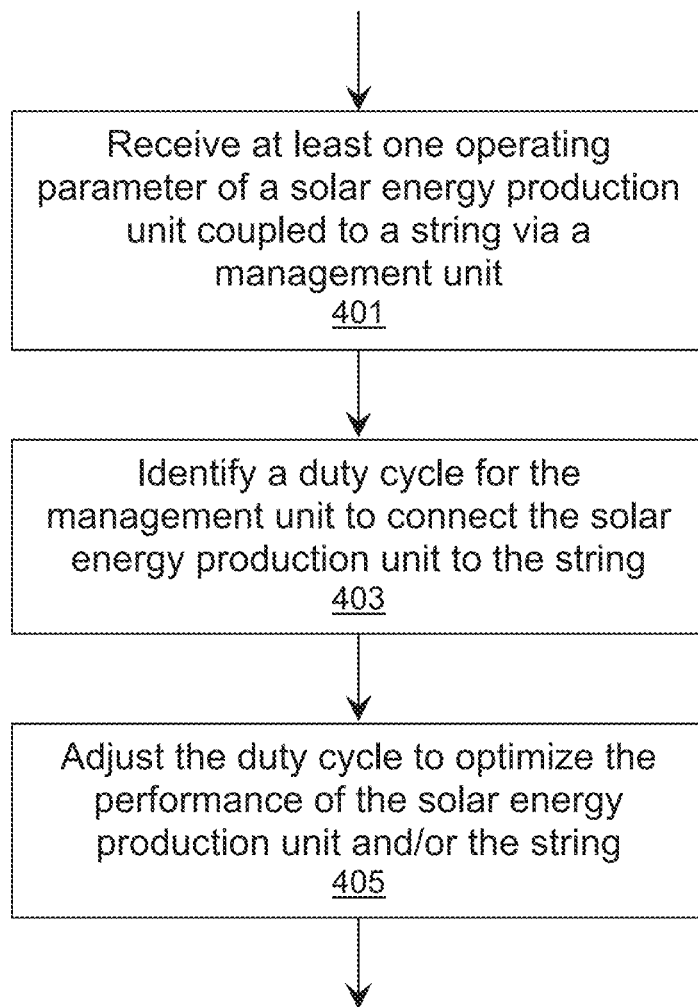 Receive at least one operating
parameter of a solar energy production
unit coupled to a string via a
management unit
401
Identify a duty cycle for the
management unit to connect the solar
energy production unit to the string
403
Adjust the duty cycle to optimize the
performance of the solar energy
production unit and/or the string
405